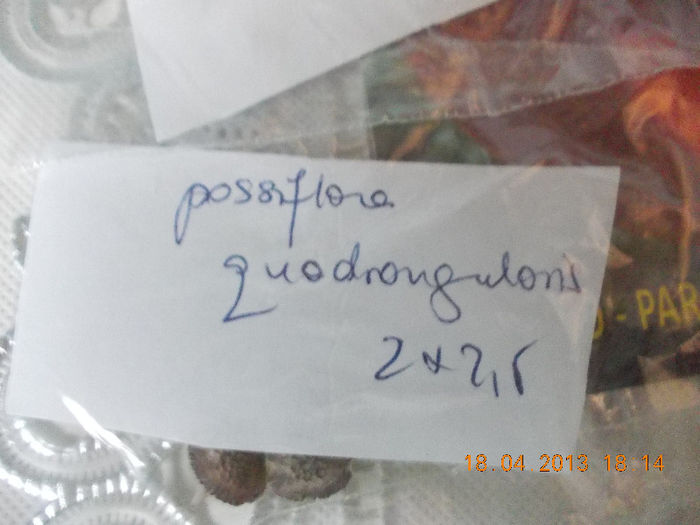 passiflora
quadrangularis
2x2,5
- PAR
18.04.2013 18:14